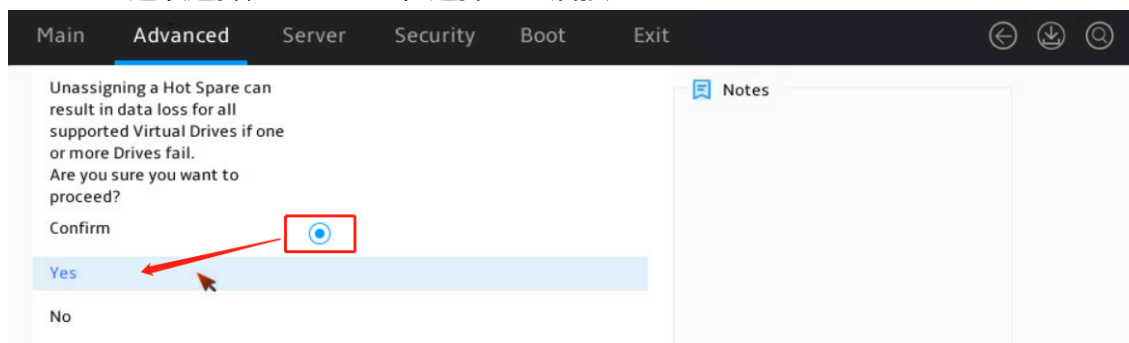 Main Advanced Server Security Boot Exit
Unassigning a Hot Spare can
result in data loss for all
supported Virtual Drives if one
or more Drives fail.
Are you sure you want to
proceed?
Confirm
Yes
No
Notes